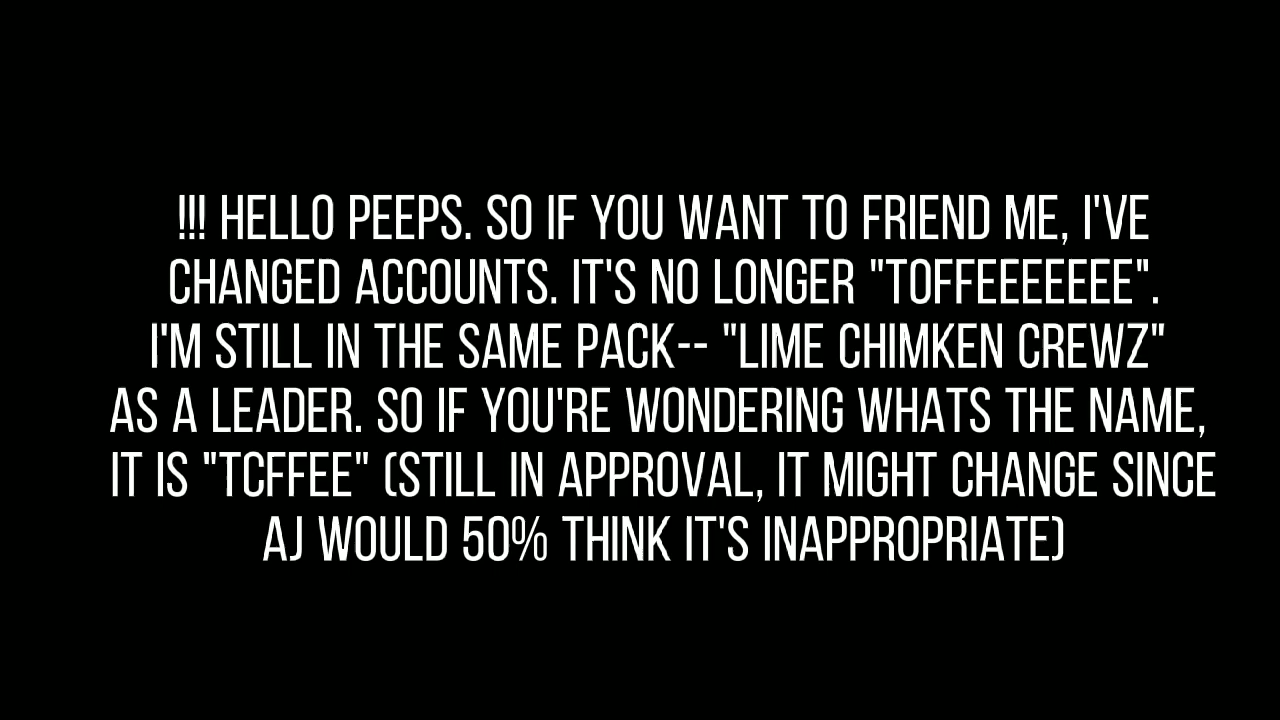 !!! HELLO PEEPS. SO IF YOU WANT TO FRIEND ME, I'VE
CHANGED ACCOUNTS. IT'S NO LONGER "TOFFEEEEEEE".
I'M STILL IN THE SAME PACK-- "LIME CHIMKEN CREWZ"
AS A LEADER. SO IF YOU'RE WONDERING WHATS THE NAME,
IT IS "TCFFEE" (STILL IN APPROVAL, IT MIGHT CHANGE SINCE
AJ WOULD 50% THINK IT'S INAPPROPRIATE)